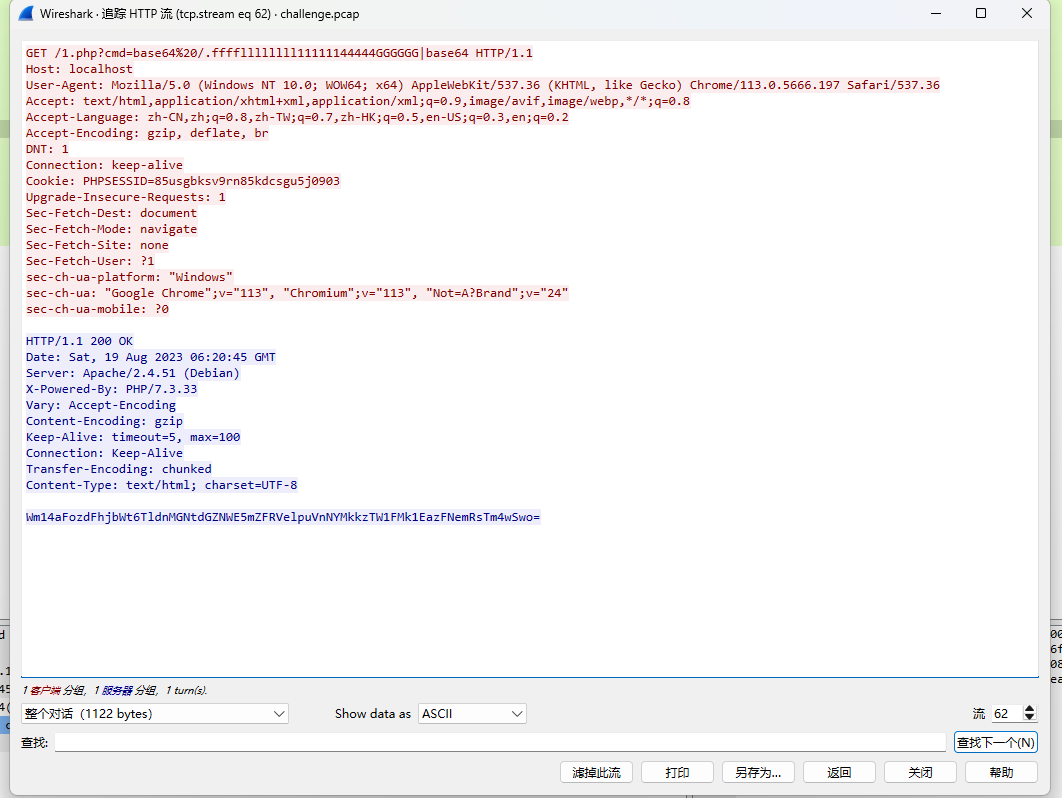 Wireshark · 追踪 HTTP 流 (tcp.stream eq 62) · challenge.pcap
GET /1.php?cmd=base64%20/.fffflllllllll11111144444GGGGGG|base64 HTTP/1.1
Host: localhost
User-Agent: Mozilla/5.0 (Windows NT 10.0; WOW64; x64) AppleWebKit/537.36 (KHTML, like Gecko) Chrome/113.0.5666.197 Safari/537.36
Accept: text/html,application/xhtml+xml,application/xml;q=0.9,image/avif,image/webp,*/*;q=0.8
Accept-Language: zh-CN,zh;q=0.8,zh-TW;q=0.7,zh-HK;q=0.5,en-US;q=0.3,en;q=0.2
Accept-Encoding: gzip, deflate, br
DNT: 1
Connection: keep-alive
Cookie: PHPSESSID=85usgbksv9rn85kdcsgu5j0903
Upgrade-Insecure-Requests: 1
Sec-Fetch-Dest: document
Sec-Fetch-Mode: navigate
Sec-Fetch-Site: none
Sec-Fetch-User: ?1
sec-ch-ua-platform: "Windows"
sec-ch-ua: "Google Chrome";v="113", "Chromium";v="113", "Not=A?Brand";v="24"
sec-ch-ua-mobile: ?0
HTTP/1.1 200 OK
Date: Sat, 19 Aug 2023 06:20:45 GMT
Server: Apache/2.4.51 (Debian)
X-Powered-By: PHP/7.3.33
Vary: Accept-Encoding
Content-Encoding: gzip
Keep-Alive: timeout=5, max=100
Connection: Keep-Alive
Transfer-Encoding: chunked
Content-Type: text/html; charset=UTF-8
Wm14aFozdFhjbWt6TldnMGNtdGZNWE5mZFRVelpuVnNYMkkzTW1FMk1EazFNemRsTm4wSwo=
1 客户端 分组, 1 服务器 分组, 1 turn(s).
整个对话 (1122 bytes)
Show data as
ASCII
流 62
查找:
查找下一个(N)
滤掉此流
打印
另存为…
返回
关闭
帮助